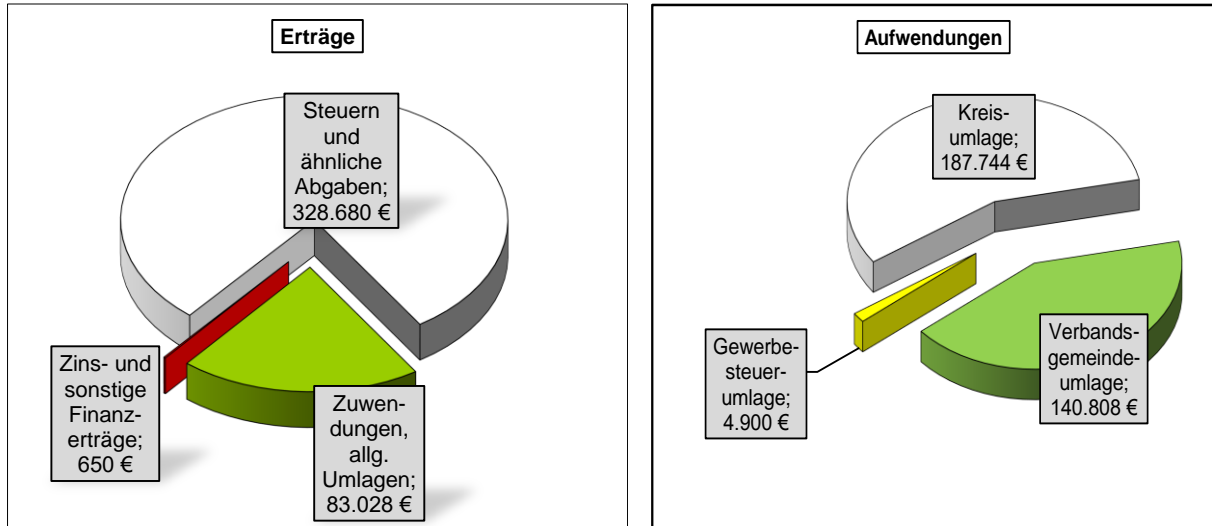 Erträge
Steuern
und
ähnliche
Abgaben;
328.680 €
Zins- und
sonstige
Finanz-
erträge;
650 €
Zuwen-
dungen,
allg.
Umlagen;
83.028 €
Aufwendungen
Kreis-
umlage;
187.744 €
Gewerbe-
steuer-
umlage;
4.900 €
Verbands-
gemeinde-
umlage;
140.808 €